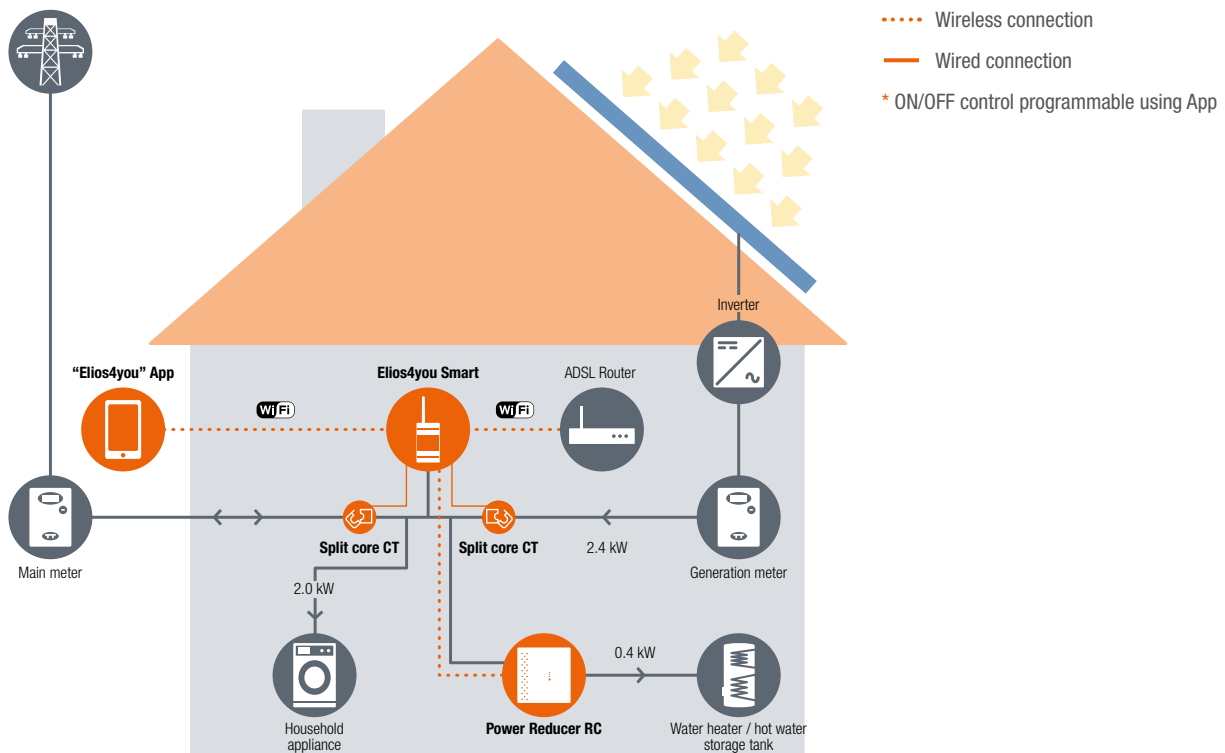 Wireless connection
Wired connection
* ON/OFF control programmable using App
Inverter
“Elios4you” App
Elios4you Smart
ADSL Router
WiFi
WiFi
Split core CT
Split core CT
2.4 kW
Main meter
Generation meter
2.0 kW
0.4 kW
Household
appliance
Power Reducer RC
Water heater / hot water
storage tank